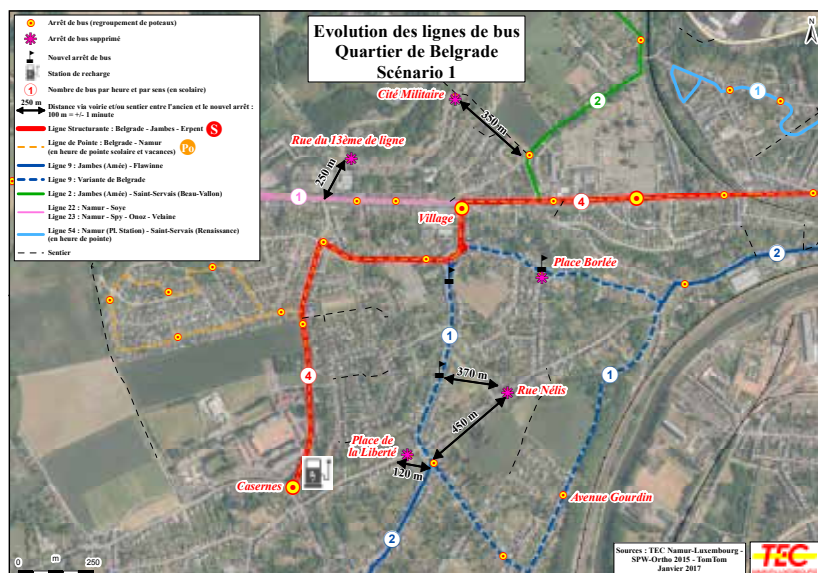 Evolution des lignes de bus
Quartier de Belgrade
Scénario 1
Arrêt de bus (regroupement de poteaux)
Arrêt de bus supprimé
Nouvel arrêt de bus
Station de recharge
1
Nombre de bus par heure et par sens (en scolaire)
250 m
Distance via voirie et/ou sentier entre l'ancien et le nouvel arrêt :
100 m = +/- 1 minute
Ligne Structurante : Belgrade - Jambes - Erpent
S
Ligne de Pointe : Belgrade - Namur
(en heure de pointe scolaire et vacances)
Po
Ligne 9 : Jambes (Amée) - Flawinne
Ligne 9 : Variante de Belgrade
Ligne 2 : Jambes (Amée) - Saint-Servais (Beau-Vallon)
Ligne 22 : Namur - Soye
Ligne 23 : Namur - Spy - Onoz - Velaine
Ligne 54 : Namur (Pl. Station) - Saint-Servais (Renaissance)
(en heure de pointe)
Sentier
N
Cité Militaire
2
1
350 m
Rue du 13ème de ligne
250 m
1
Village
4
Place Borlée
2
1
4
370 m
1
Rue Nélis
450 m
Place de
la Liberté
120 m
Casernes
Avenue Gourdin
2
0
m
250
Sources : TEC Namur-Luxembourg -
SPW-Ortho 2015 - TomTom
Janvier 2017
TEC